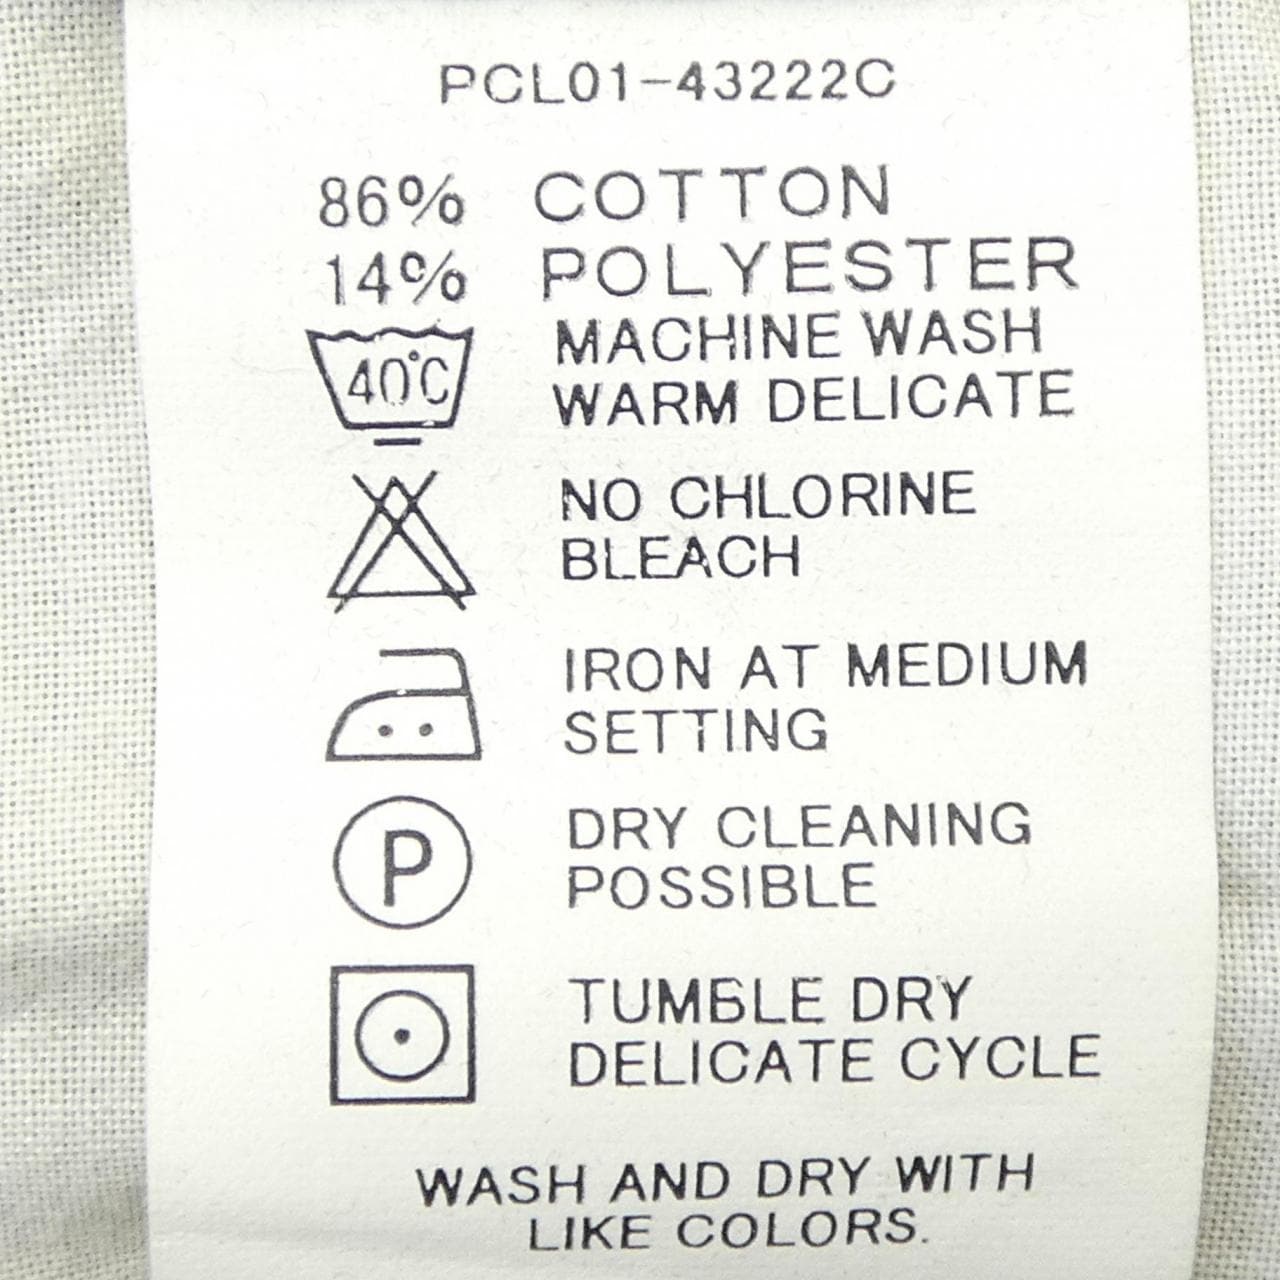 PCL01-43222C
86% COTTON
14% POLYESTER
40°C
MACHINE WASH
WARM DELICATE
NO CHLORINE
BLEACH
IRON AT MEDIUM
SETTING
P
DRY CLEANING
POSSIBLE
TUMBLE DRY
DELICATE CYCLE
WASH AND DRY WITH
LIKE COLORS.